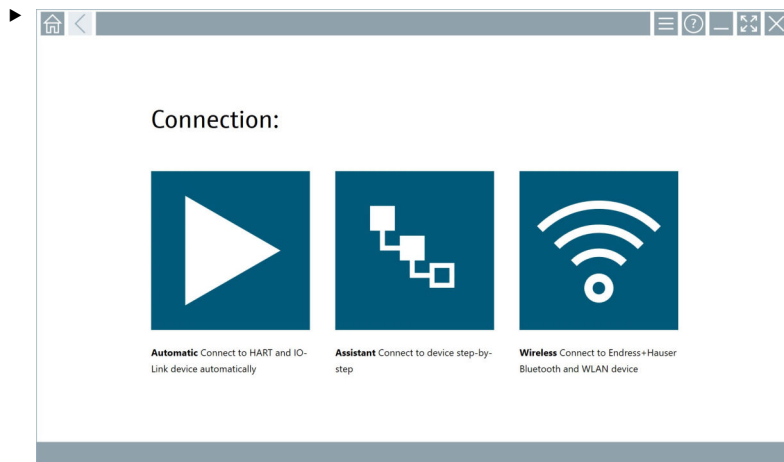 Connection:
Automatic Connect to HART and IO-
Link device automatically
Assistant Connect to device step-by-
step
Wireless Connect to Endress+Hauser
Bluetooth and WLAN device